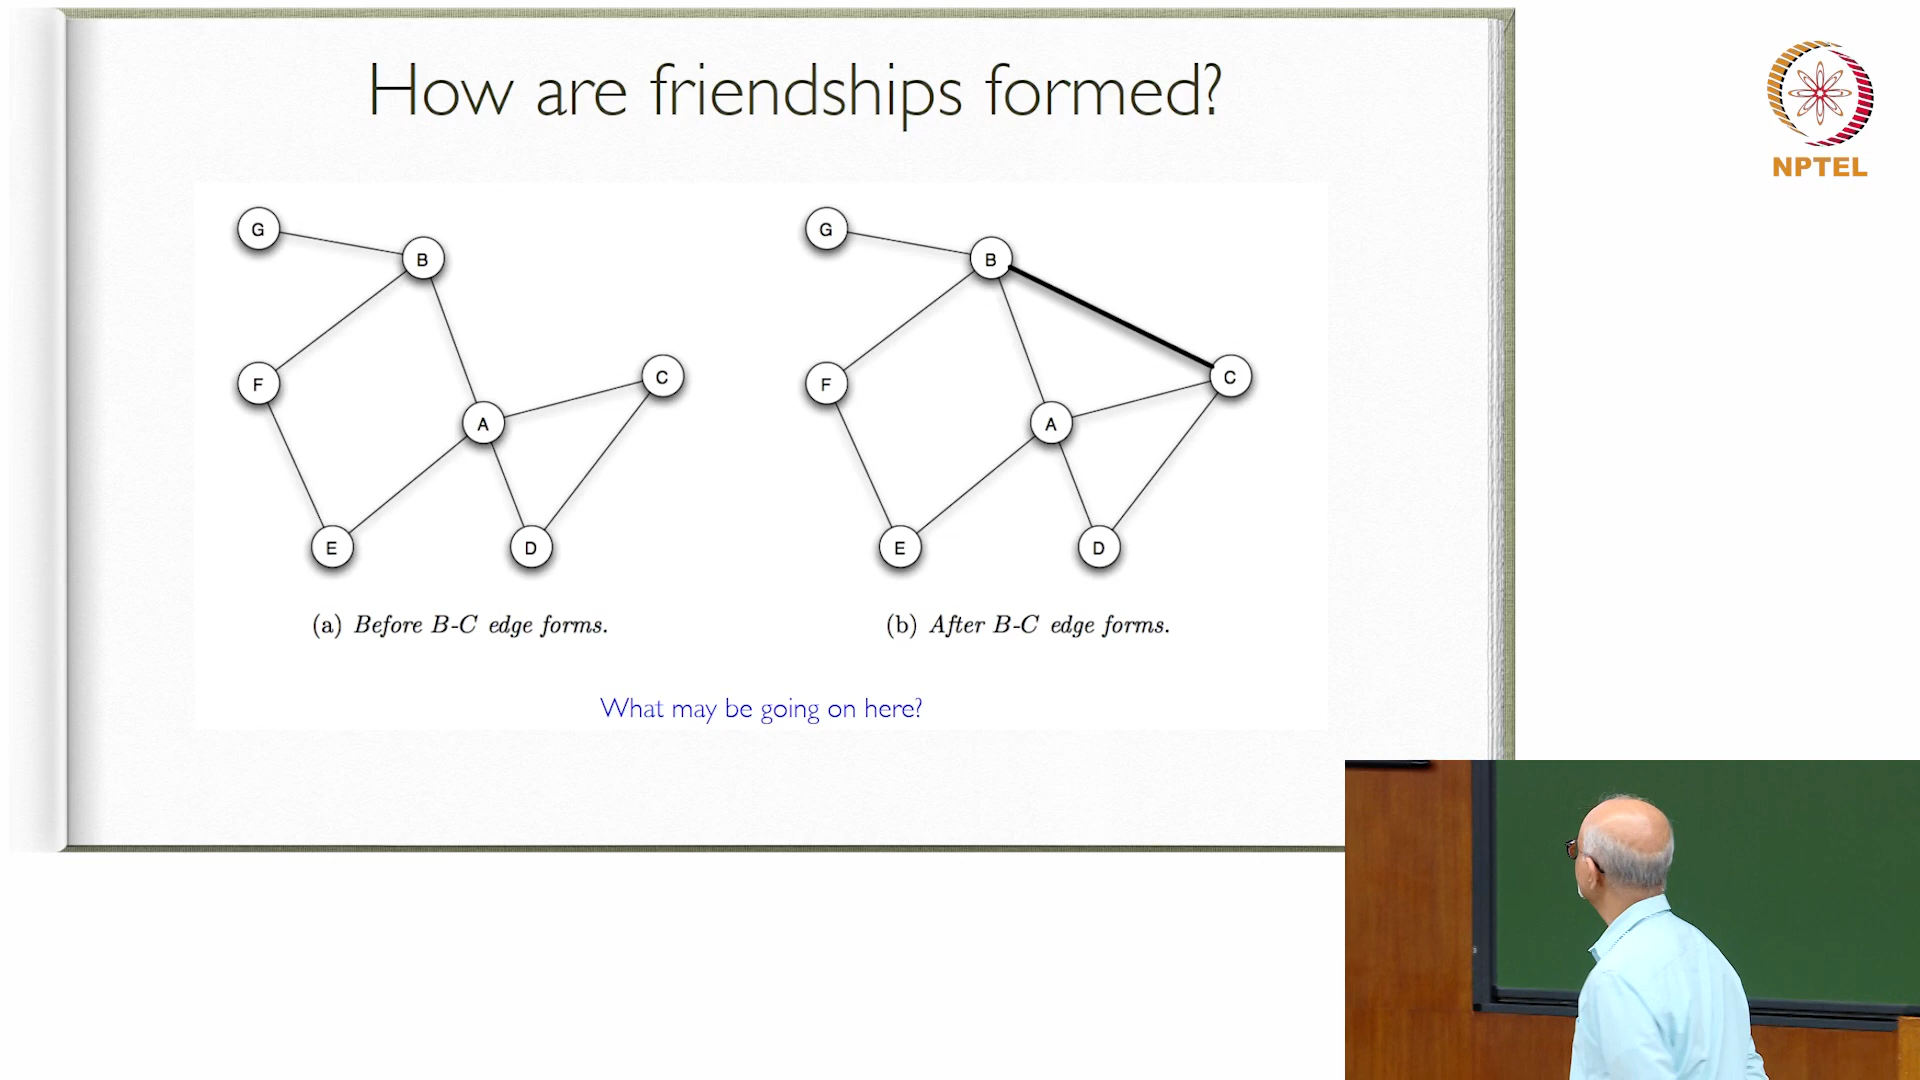 How are friendships formed?
NPTEL
G
B
F
C
A
E
D
G
B
F
C
A
E
D
(a) Before B-C edge forms.
(b) After B-C edge forms.
What may be going on here?